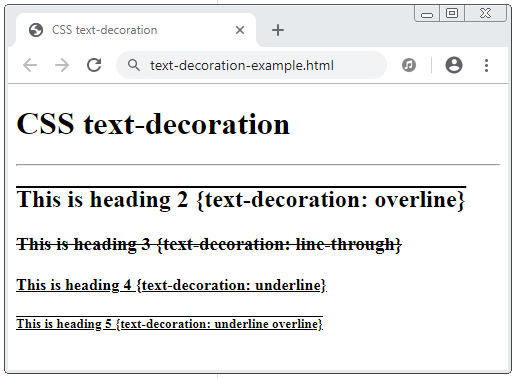 CSS text-decoration
text-decoration-example.html
CSS text-decoration
This is heading 2 {text-decoration: overline}
This is heading 3 {text-decoration: line-through}
This is heading 4 {text-decoration: underline}
This is heading 5 {text-decoration: underline overline}